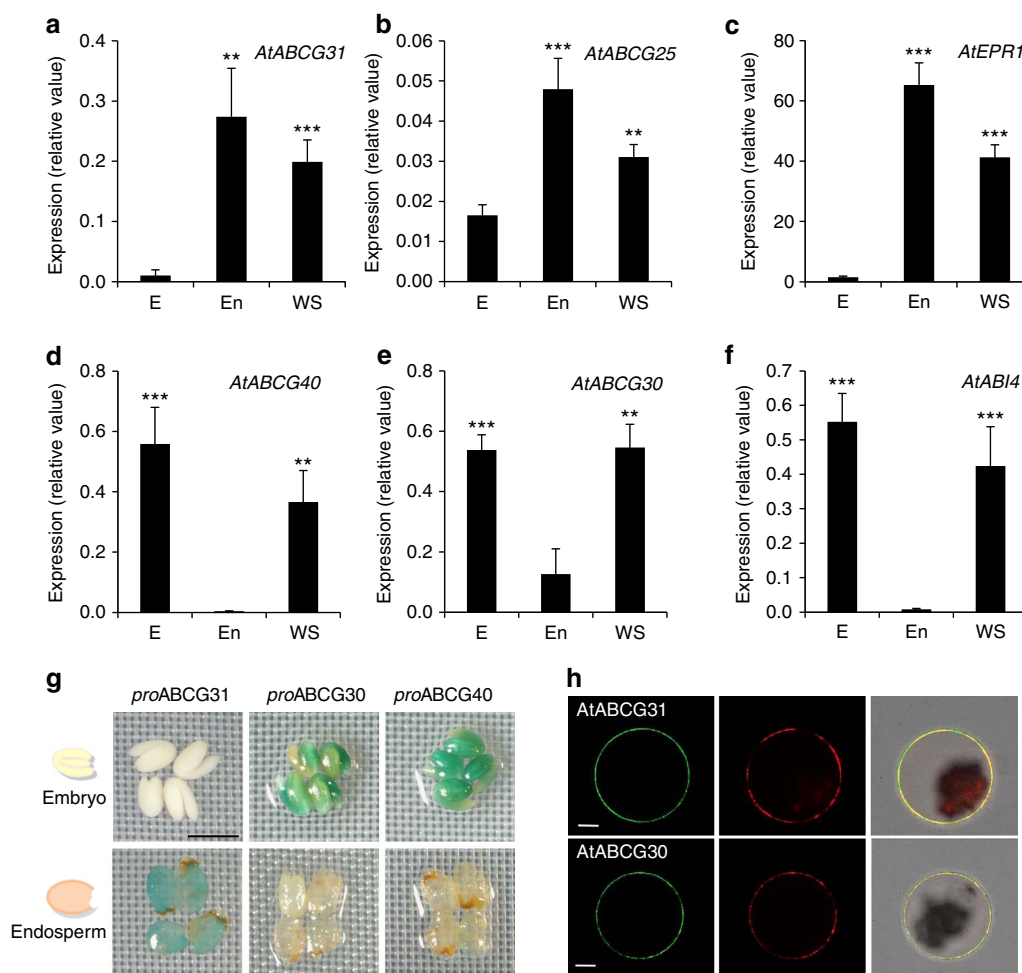 a
AtABCG31
Expression (relative value)
0.4
0.3
0.2
0.1
0.0
**
***
E En WS
b
AtABCG25
Expression (relative value)
0.06
0.05
0.04
0.03
0.02
0.01
0.00
***
**
E En WS
c
AtEPR1
Expression (relative value)
80
60
40
20
0
***
***
E En WS
d
AtABCG40
Expression (relative value)
0.8
0.6
0.4
0.2
0.0
***
**
E En WS
e
AtABCG30
Expression (relative value)
0.8
0.6
0.4
0.2
0.0
***
**
E En WS
f
AtABI4
Expression (relative value)
0.7
0.6
0.5
0.4
0.3
0.2
0.1
0.0
***
***
E En WS
g
proABCG31 proABCG30 proABCG40
Embryo
Endosperm
h
AtABCG31
AtABCG30